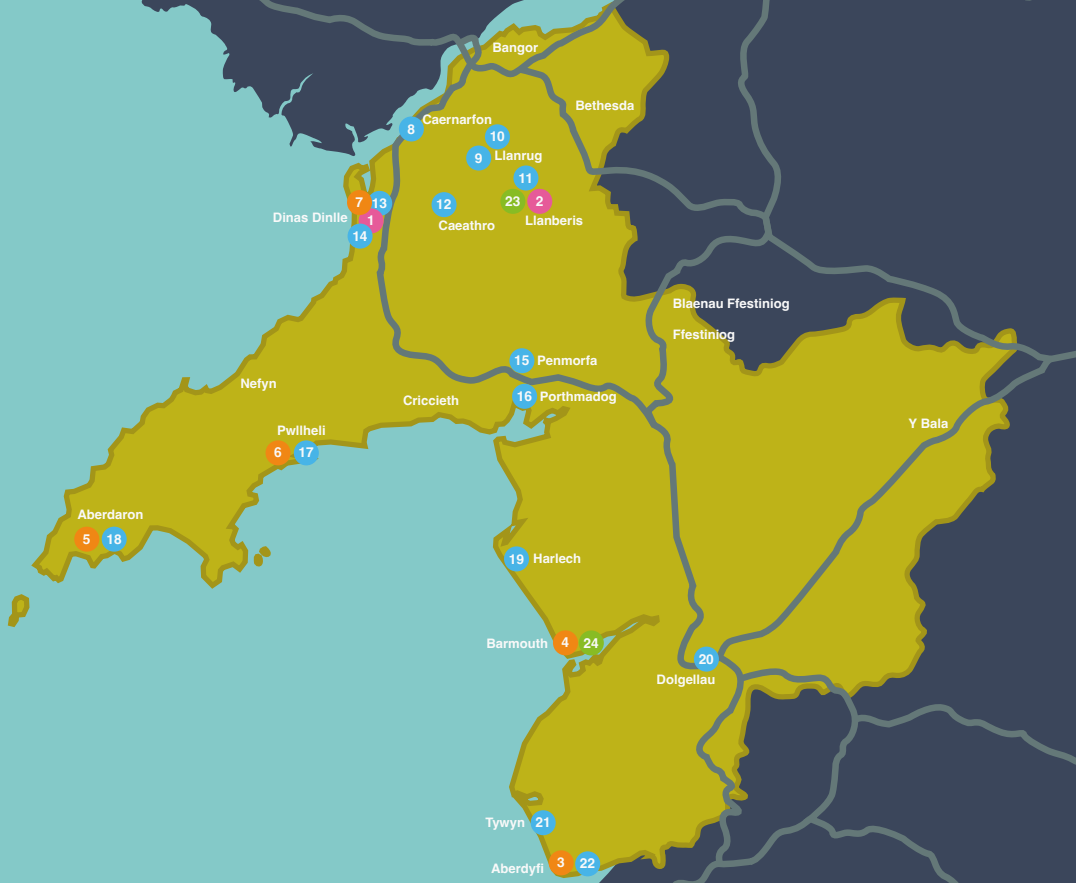 Bangor
Bethesda
Caernarfon
8
10
9
Llanrug
11
7
13
12
23
2
Dinas Dinlle
1
Caeathro
Llanberis
14
Blaenau Ffestiniog
Ffestiniog
15
Penmorfa
Nefyn
Criccieth
16
Porthmadog
Y Bala
Pwllheli
6
17
Aberdaron
5
18
19
Harlech
Barmouth
4
24
20
Dolgellau
Tywyn
21
Aberdyfi
3
22